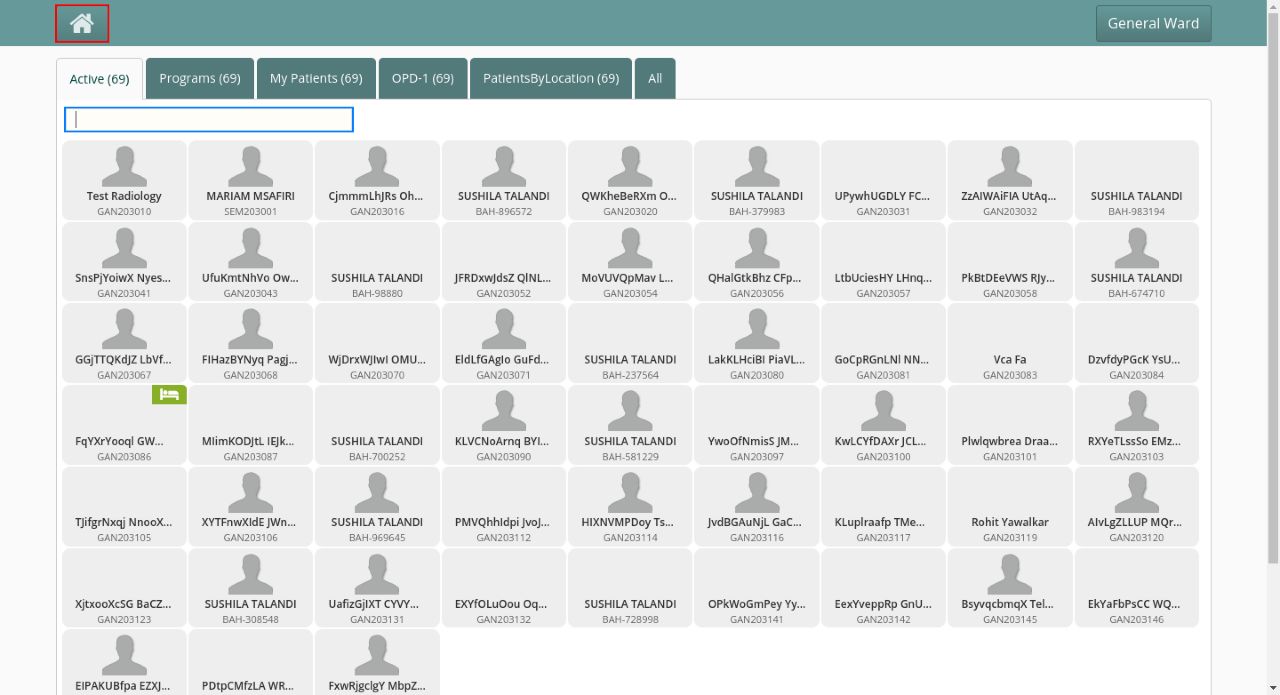 General Ward
Active (69)
Programs (69)
My Patients (69)
OPD-1 (69)
PatientsByLocation (69)
All
Test Radiology
GAN203010
MARIAM MSAFIRI
SEM203001
CjmmmLhJRs Oh...
GAN203016
SUSHILA TALANDI
BAH-896572
QWKheBeRXm O...
GAN203020
SUSHILA TALANDI
BAH-379983
UPywhUGDLY FC...
GAN203031
ZzAIWAiFIA UtAq...
GAN203032
SUSHILA TALANDI
BAH-983194
SnsPjYoiwX Nyes...
GAN203041
UfuKmtNhVo Ow...
GAN203043
SUSHILA TALANDI
BAH-98880
JFRDxwJdsZ QlNL...
GAN203052
MoVUVQpMav L...
GAN203054
QHalGtkBhz CFp...
GAN203056
LtbUciesHY LHnq...
GAN203057
PkBtDEeVWS RJy...
GAN203058
SUSHILA TALANDI
BAH-674710
GGjTTQKdJZ LbVf...
GAN203067
FIHazBYNyq Pagj...
GAN203068
WjDrxWJIwI OMU...
GAN203070
EldLfGAgIo GuFd...
GAN203071
SUSHILA TALANDI
BAH-237564
LakKLHciBI PiaVL...
GAN203080
GoCpRGnLNl NN...
GAN203081
Vca Fa
GAN203083
DzvfdyPGcK YsU...
GAN203084
FqYXrYooql GW...
GAN203086
MIimKODJtL IEJk...
GAN203087
SUSHILA TALANDI
BAH-700252
KLVCNoArnq BYI...
GAN203090
SUSHILA TALANDI
BAH-581229
YwoOfNmisS JM...
GAN203097
KwLCYfDAXr JCL...
GAN203100
Plwlqwbrea Draa...
GAN203101
RXYeTLssSo EMz...
GAN203103
TJifgrNxqj NnooX...
GAN203105
XYTFnwXIdE JWn...
GAN203106
SUSHILA TALANDI
BAH-969645
PMVQhhIdpi JvoJ...
GAN203112
HIXNVMPDoy Ts...
GAN203114
JvdBGAuNjL GaC...
GAN203116
KLuplraafp TMe...
GAN203117
Rohit Yawalkar
GAN203119
AIvLgZLLUP MQr...
GAN203120
XjtxooXcSG BaCZ...
GAN203123
SUSHILA TALANDI
BAH-308548
UafizGjIXT CYVY...
GAN203131
EXYfOLuOou Oq...
GAN203132
SUSHILA TALANDI
BAH-728998
OPkWoGmPey Yy...
GAN203141
EexYveppRp GnU...
GAN203142
BsyvqcbmqX Tel...
GAN203145
EkYaFbPsCC WQ...
GAN203146
EIPAKUBfpa EZXJ...
PDtpCMfzLA WR...
FxwRjgclgY MbpZ...